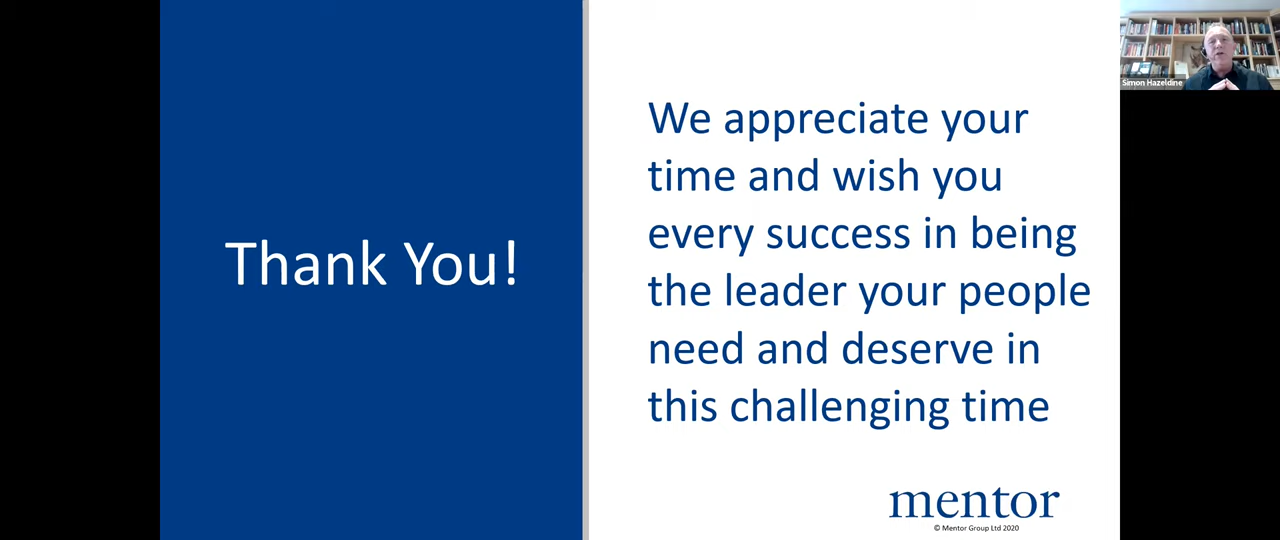 Thank You!
We appreciate your
time and wish you
every success in being
the leader your people
need and deserve in
this challenging time
mentor
© Mentor Group Ltd 2020
Simon Hazeldine